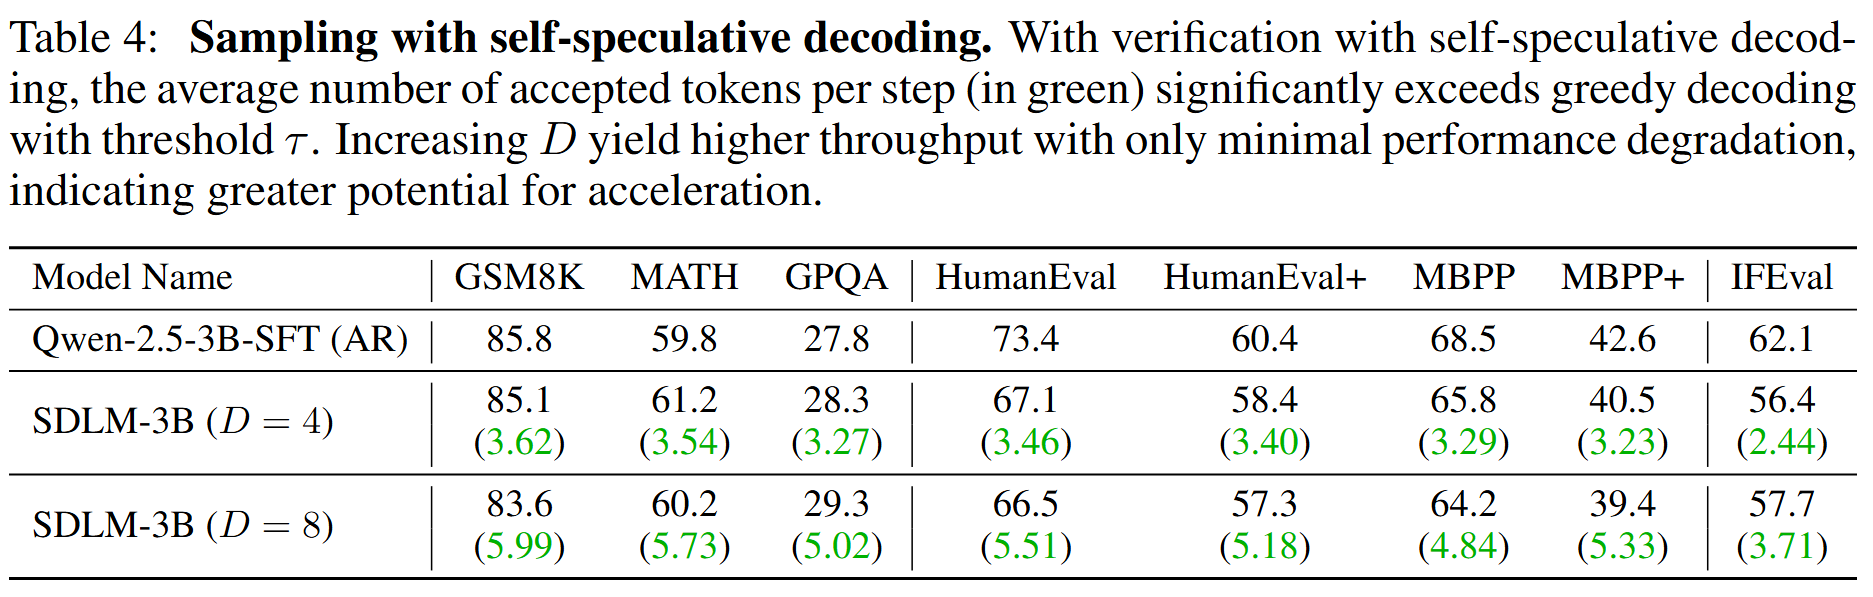 Table 4: Sampling with self-speculative decoding. With verification with self-speculative decod-
ing, the average number of accepted tokens per step (in green) significantly exceeds greedy decoding
with threshold τ. Increasing D yield higher throughput with only minimal performance degradation,
indicating greater potential for acceleration.
Model Name GSM8K MATH GPQA HumanEval HumanEval+ MBPP MBPP+ IFEval
Qwen-2.5-3B-SFT (AR) 85.8 59.8 27.8 73.4 60.4 68.5 42.6 62.1
SDLM-3B (D = 4) 85.1 61.2 28.3 67.1 58.4 65.8 40.5 56.4
(3.62) (3.54) (3.27) (3.46) (3.40) (3.29) (3.23) (2.44)
SDLM-3B (D = 8) 83.6 60.2 29.3 66.5 57.3 64.2 39.4 57.7
(5.99) (5.73) (5.02) (5.51) (5.18) (4.84) (5.33) (3.71)